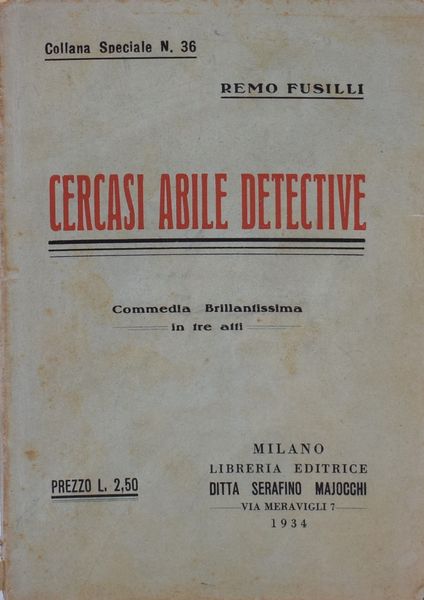 Collana Speciale N. 36
REMO FUSILLI
CERCASI ABILE DETECTIVE
Commedia Brillantissima
in tre atti
MILANO
LIBRERIA EDITRICE
DITTA SERAFINO MAJOCCHI
VIA MERAVIGLI 7
1934
PREZZO L. 2,50